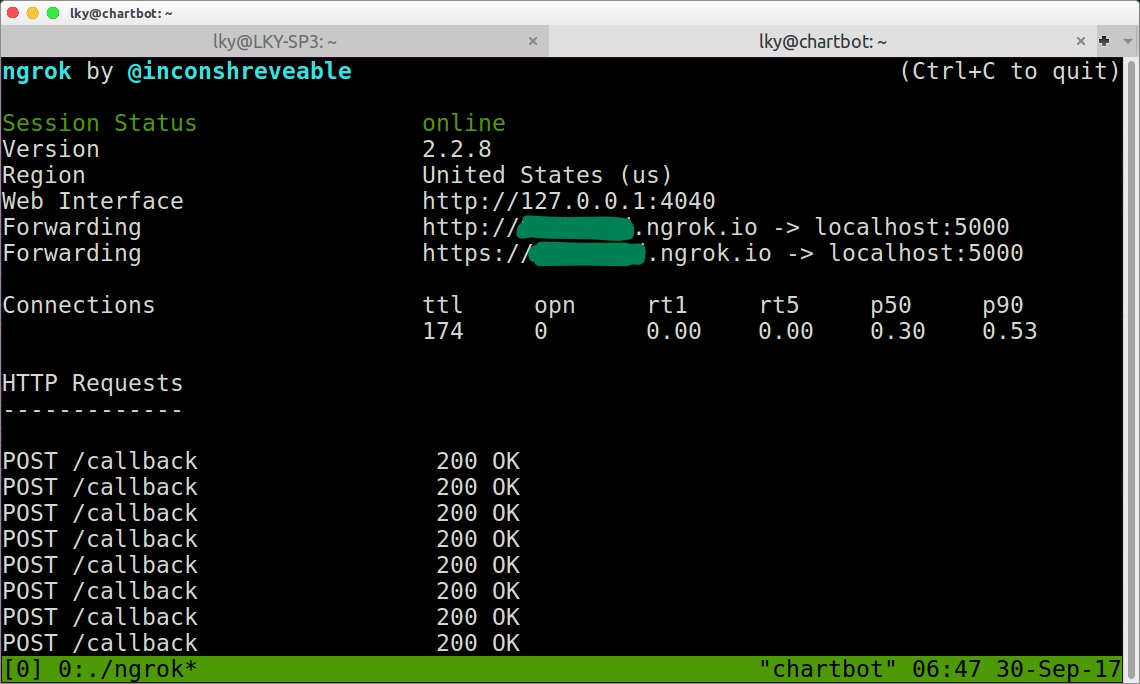 lky@chartbot: ~
lky@LKY-SP3: ~ × lky@chartbot: ~ ×
ngrok by @inconshreveable (Ctrl+C to quit)
Session Status online
Version 2.2.8
Region United States (us)
Web Interface http://127.0.0.1:4040
Forwarding http:// .ngrok.io -> localhost:5000
Forwarding https:// .ngrok.io -> localhost:5000
Connections ttl opn rt1 rt5 p50 p90
174 0 0.00 0.00 0.30 0.53
HTTP Requests
-------------
POST /callback 200 OK
POST /callback 200 OK
POST /callback 200 OK
POST /callback 200 OK
POST /callback 200 OK
POST /callback 200 OK
POST /callback 200 OK
POST /callback 200 OK
[0] 0:./ngrok* "chartbot" 06:47 30-Sep-17